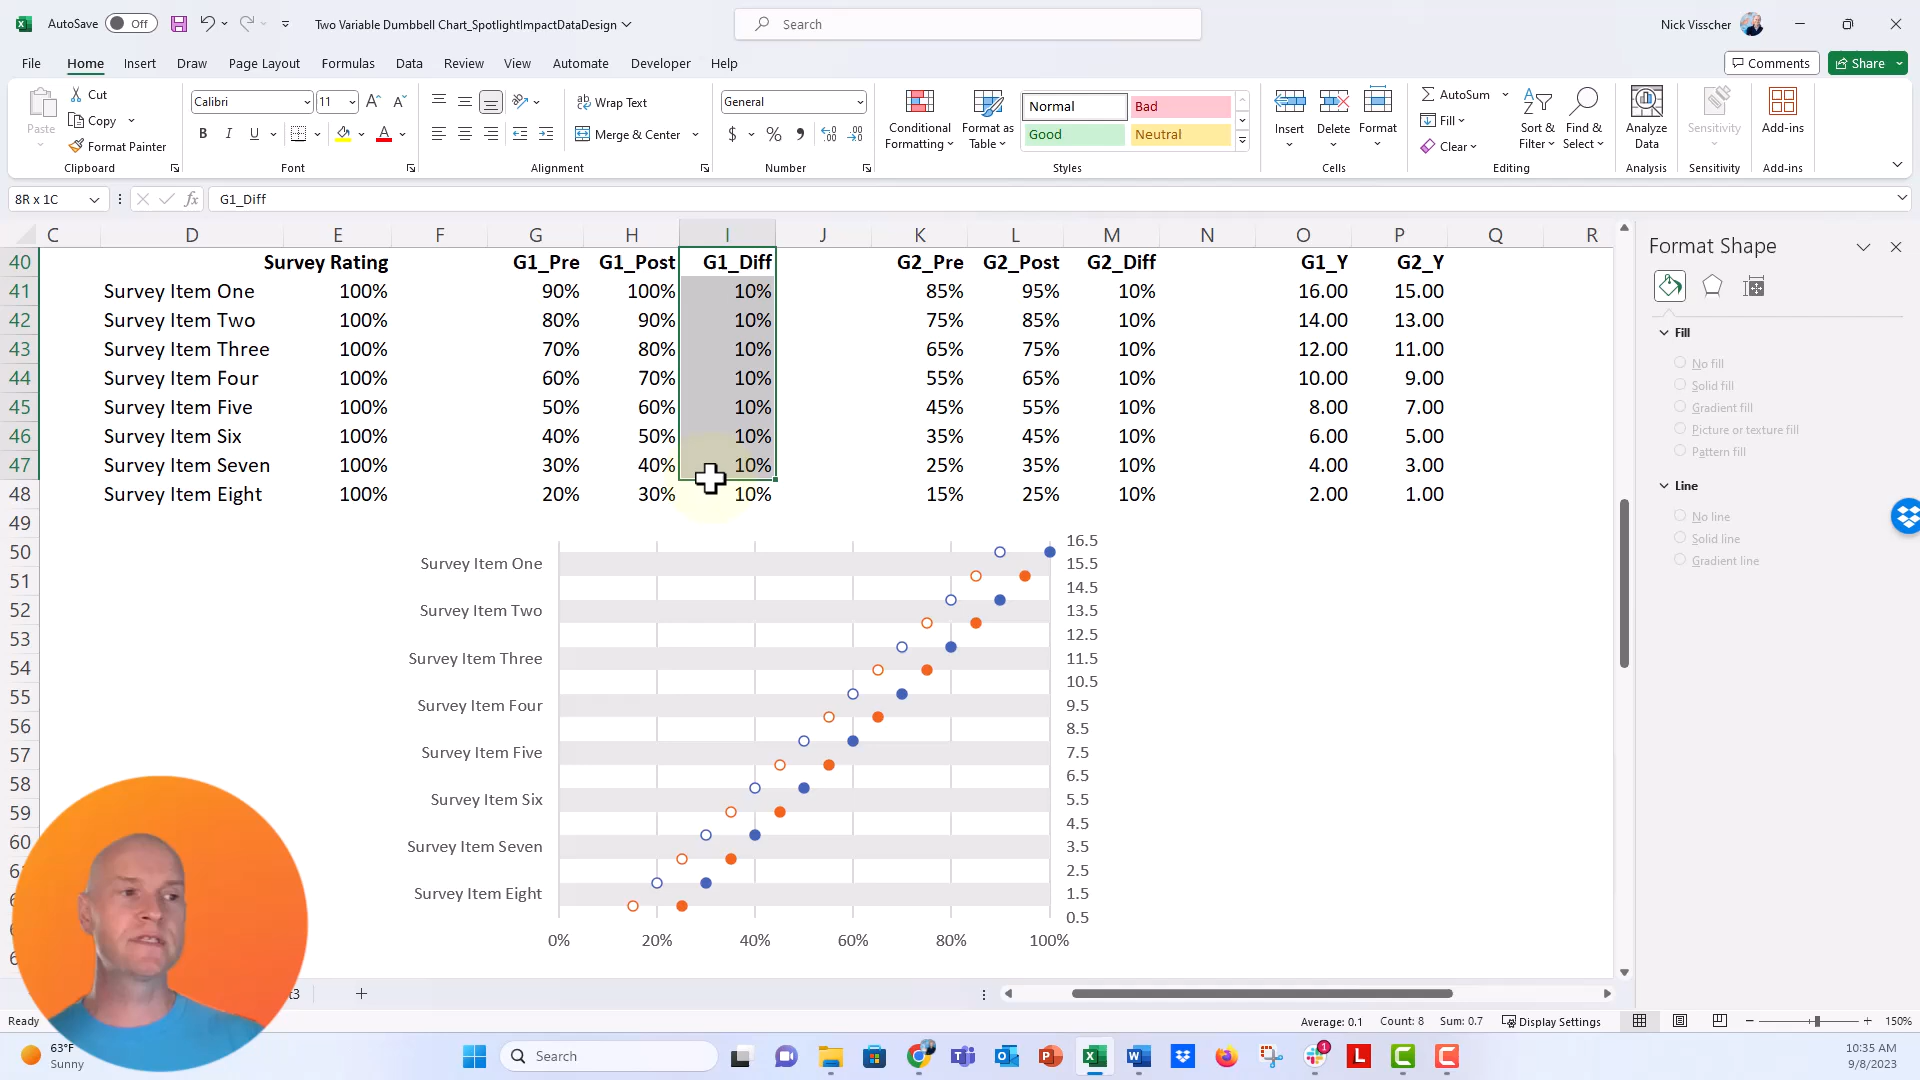 AutoSave Off Two Variable Dumbbell Chart_SpotlightImpactDataDesign Search Nick Visscher
File Home Insert Draw Page Layout Formulas Data Review View Automate Developer Help Comments Share
Paste Cut Copy Format Painter Clipboard
Calibri 11 B I U A Font
Wrap Text Merge & Center Alignment
General $ % Number
Conditional Formatting Format as Table Normal Bad Good Neutral Styles
Insert Delete Format Cells
AutoSum Fill Clear Sort & Filter Find & Select Editing
Analyze Data Analysis Sensitivity Sensitivity Add-ins Add-ins
8R x 1C fx G1_Diff
C D E F G H I J K L M N O P Q R
40 Survey Rating G1_Pre G1_Post G1_Diff G2_Pre G2_Post G2_Diff G1_Y G2_Y
41 Survey Item One 100% 90% 100% 10% 85% 95% 10% 16.00 15.00
42 Survey Item Two 100% 80% 90% 10% 75% 85% 10% 14.00 13.00
43 Survey Item Three 100% 70% 80% 10% 65% 75% 10% 12.00 11.00
44 Survey Item Four 100% 60% 70% 10% 55% 65% 10% 10.00 9.00
45 Survey Item Five 100% 50% 60% 10% 45% 55% 10% 8.00 7.00
46 Survey Item Six 100% 40% 50% 10% 35% 45% 10% 6.00 5.00
47 Survey Item Seven 100% 30% 40% 10% 25% 35% 10% 4.00 3.00
48 Survey Item Eight 100% 20% 30% 10% 15% 25% 10% 2.00 1.00
49
50
51
52
53
54
55
56
57
58
59
60
16.5
Survey Item One 15.5
14.5
Survey Item Two 13.5
12.5
Survey Item Three 11.5
10.5
Survey Item Four 9.5
8.5
Survey Item Five 7.5
6.5
Survey Item Six 5.5
4.5
Survey Item Seven 3.5
2.5
Survey Item Eight 1.5
0.5
0% 20% 40% 60% 80% 100%
Format Shape
Fill
No fill
Solid fill
Gradient fill
Picture or texture fill
Pattern fill
Line
No line
Solid line
Gradient line
Ready Average: 0.1 Count: 8 Sum: 0.7 Display Settings 150%
63°F
Sunny
Search
1
L
10:35 AM
9/8/2023